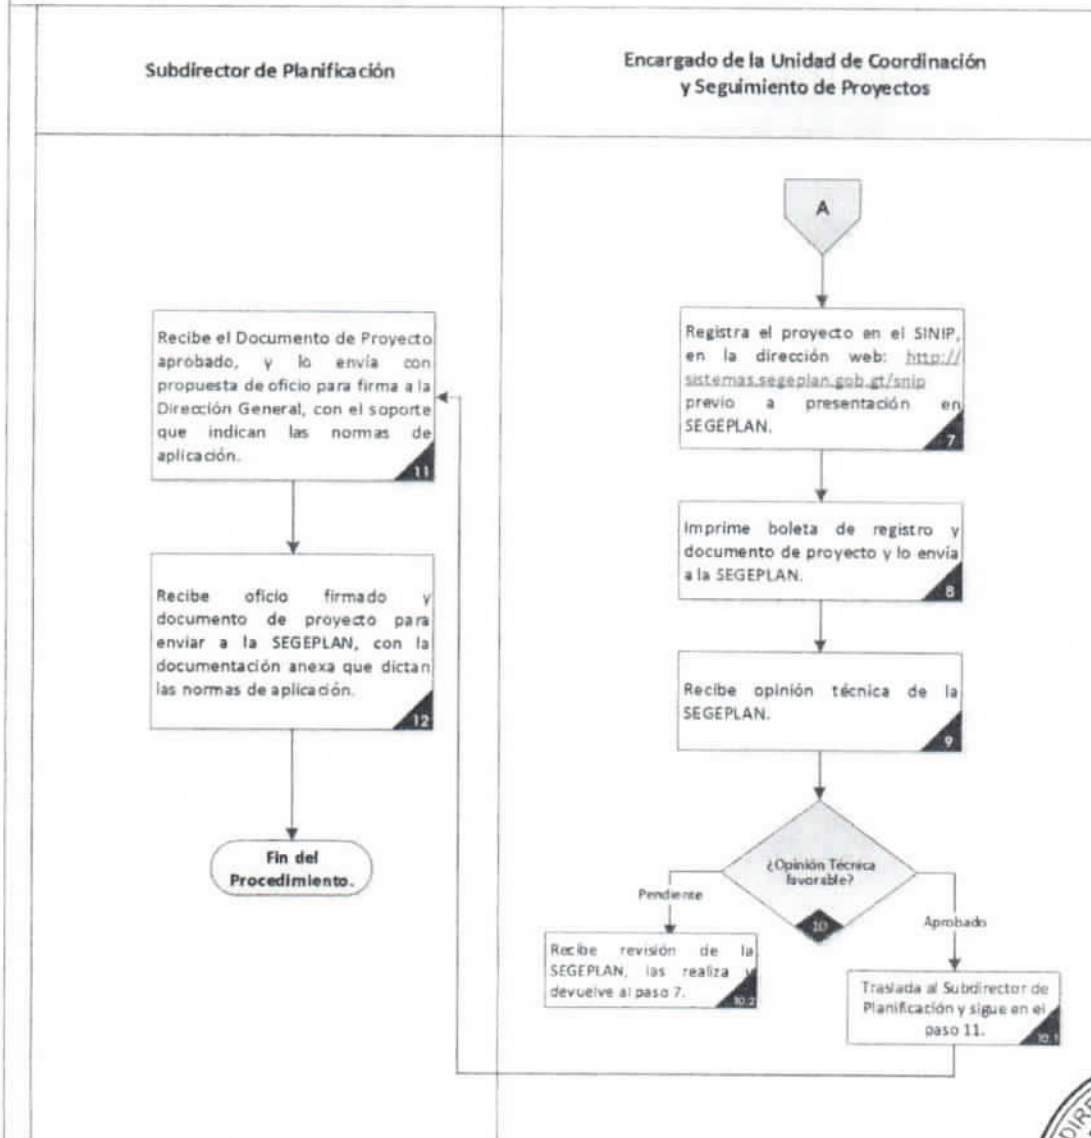 Subdirector de Planificación
Encargado de la Unidad de Coordinación
y Seguimiento de Proyectos
A
Registra el proyecto en el SINIP,
en la dirección web: http://
sistemas.segeplan.gob.gt/snip
previo a presentación en
SEGEPLAN.
7
Imprime boleta de registro y
documento de proyecto y lo envía
a la SEGEPLAN.
8
Recibe opinión técnica de la
SEGEPLAN.
9
¿Opinión Técnica
favorable?
10
Pendiente
Aprobado
Recibe revisión de la
SEGEPLAN, las realiza y
devuelve al paso 7.
10.2
Traslada al Subdirector de
Planificación y sigue en el
paso 11.
10.1
Recibe el Documento de Proyecto
aprobado, y lo envía con
propuesta de oficio para firma a la
Dirección General, con el soporte
que indican las normas de
aplicación.
11
Recibe oficio firmado y
documento de proyecto para
enviar a la SEGEPLAN, con la
documentación anexa que dictan
las normas de aplicación.
12
Fin del
Procedimiento.